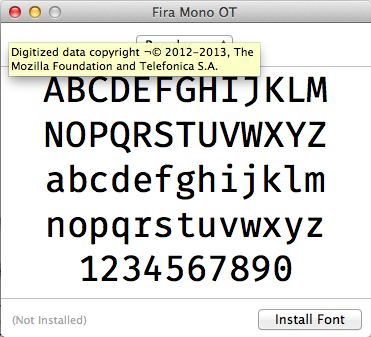 Fira Mono OT
Digitized data copyright ¬© 2012–2013, The
Mozilla Foundation and Telefonica S.A.
ABCDEFGHIJKLM
NOPQRSTUVWXYZ
abcdefghijklm
nopqrstuvwxyz
1234567890
(Not Installed)
Install Font